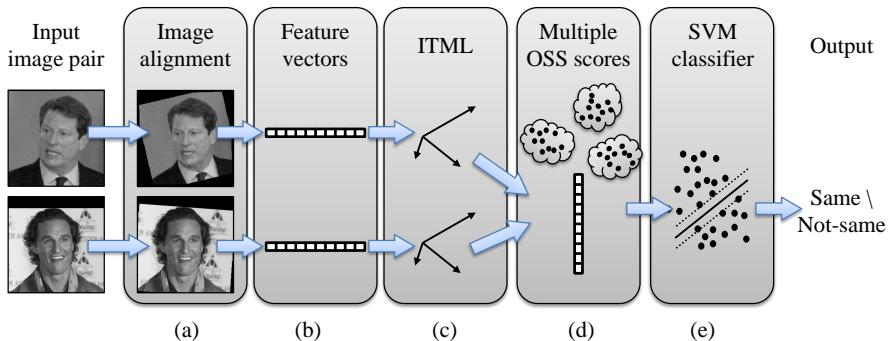 Input
image pair
Image
alignment
Feature
vectors
ITML
Multiple
OSS scores
SVM
classifier
Output
Same \
Not-same
(a)
(b)
(c)
(d)
(e)